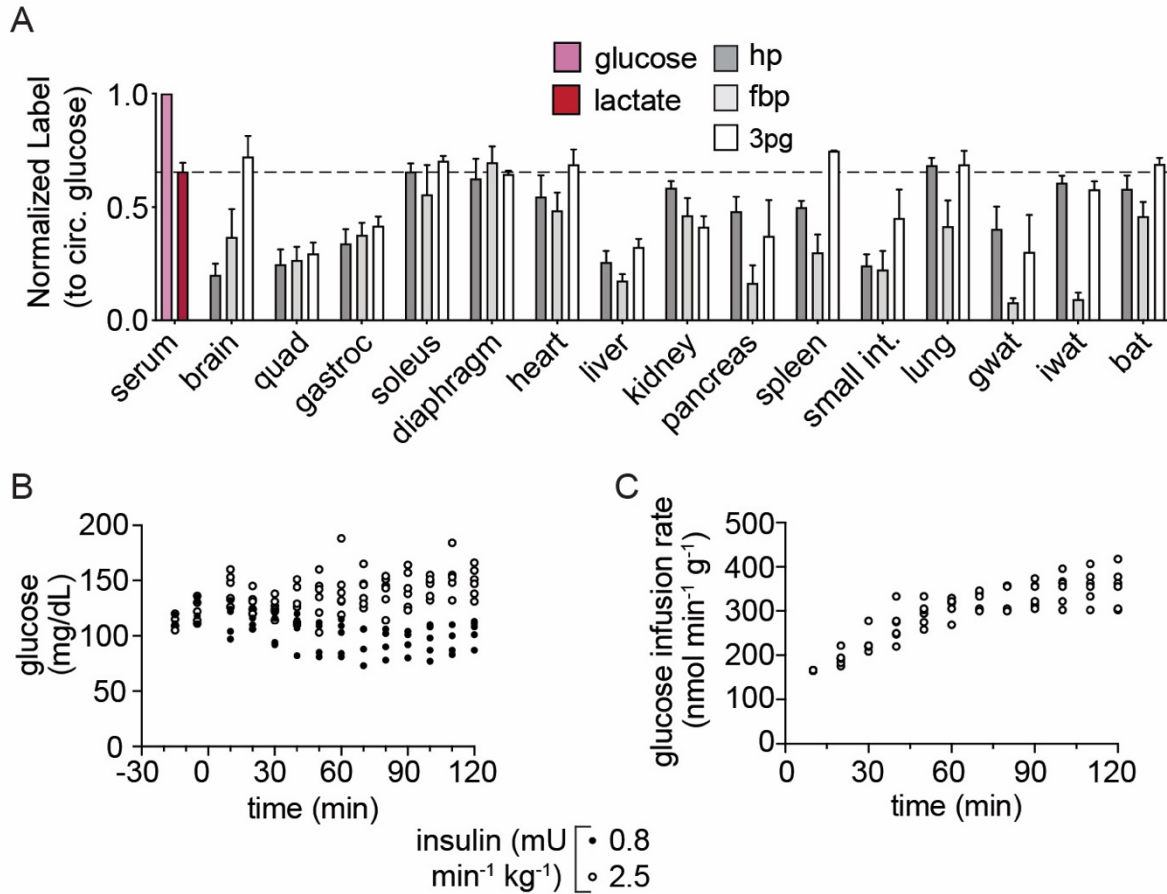 A
glucose
lactate
hp
fbp
3pg
Normalized Label
(to circ. glucose)
1.0
0.5
0.0
serum
brain
quad
gastroc
soleus
diaphragm
heart
liver
kidney
pancreas
spleen
small int.
lung
gwat
iwat
bat
B
glucose
(mg/dL)
200
150
100
50
0
-30 0 30 60 90 120
time (min)
insulin (mU
min⁻¹ kg⁻¹)
0.8
2.5
C
glucose infusion rate
(nmol min⁻¹ g⁻¹)
500
400
300
200
100
0
0 30 60 90 120
time (min)